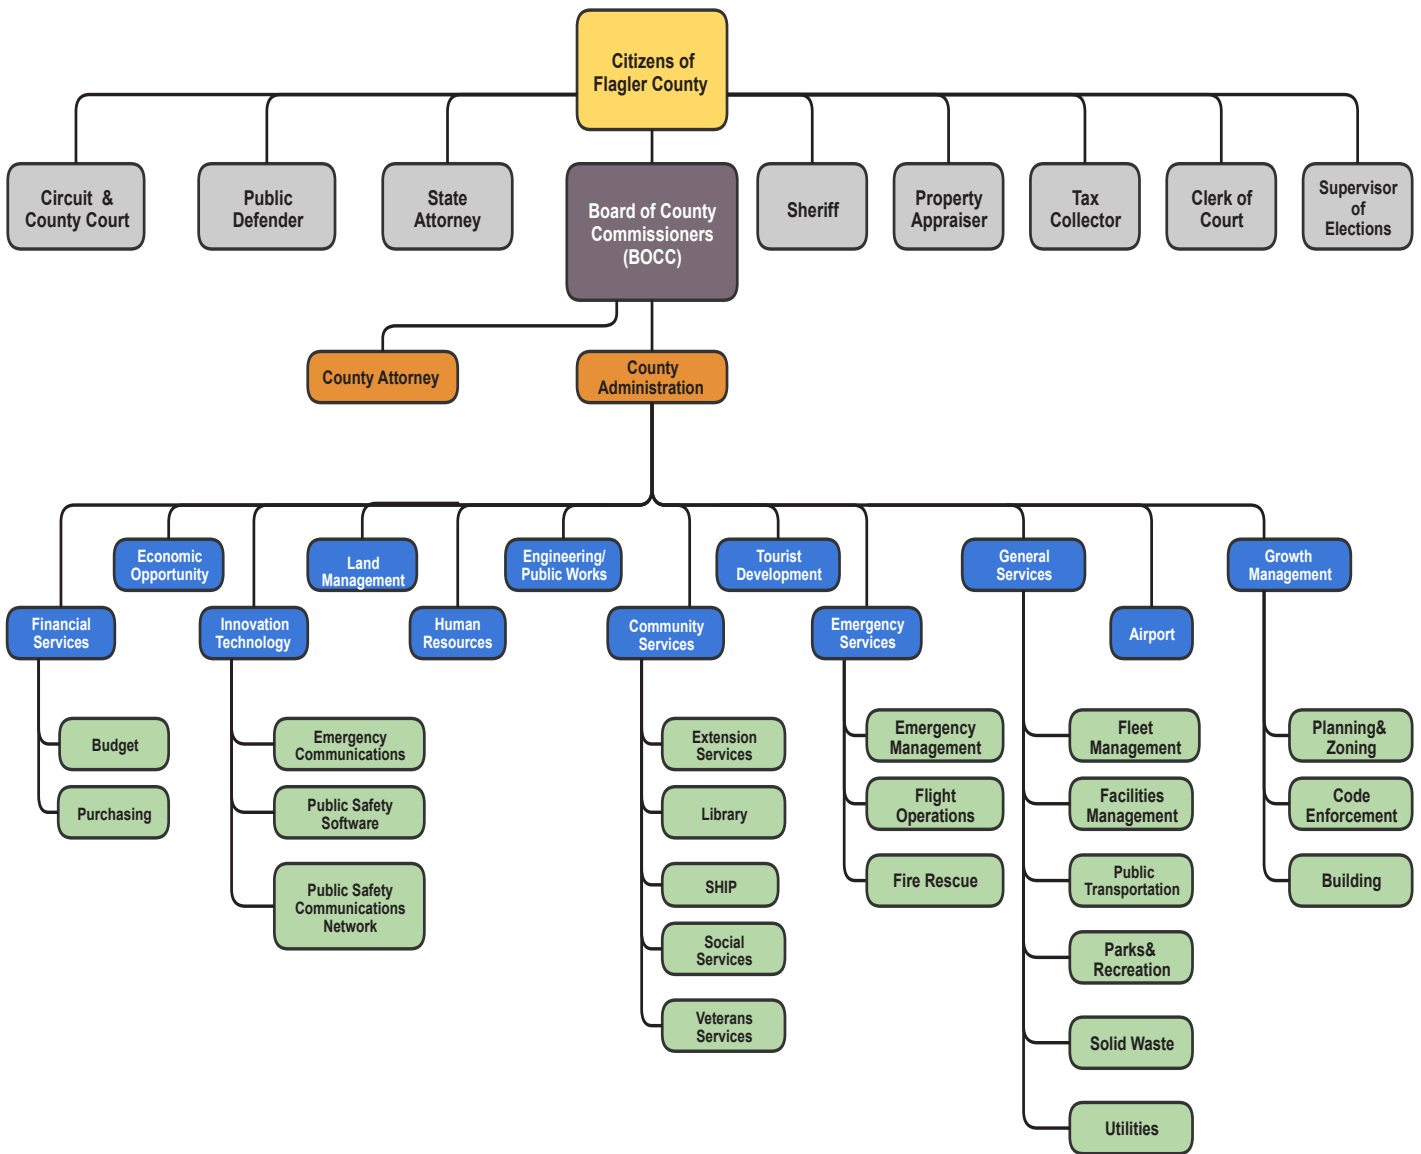 Citizens of
Flagler County
Circuit & 
County Court
Public
Defender
State
Attorney
Board of County
Commissioners
(BOCC)
Sheriff
Property
Appraiser
Tax
Collector
Clerk of
Court
Supervisor
of
Elections
County Attorney
County
Administration
Economic
Opportunity
Land
Management
Engineering/
Public Works
Tourist
Development
General
Services
Growth
Management
Financial
Services
Innovation
Technology
Human
Resources
Community
Services
Emergency
Services
Airport
Budget
Purchasing
Emergency
Communications
Public Safety
Software
Public Safety
Communications
Network
Extension
Services
Library
SHIP
Social
Services
Veterans
Services
Emergency
Management
Flight
Operations
Fire Rescue
Fleet
Management
Facilities
Management
Public
Transportation
Parks&
Recreation
Solid Waste
Utilities
Planning&
Zoning
Code
Enforcement
Building